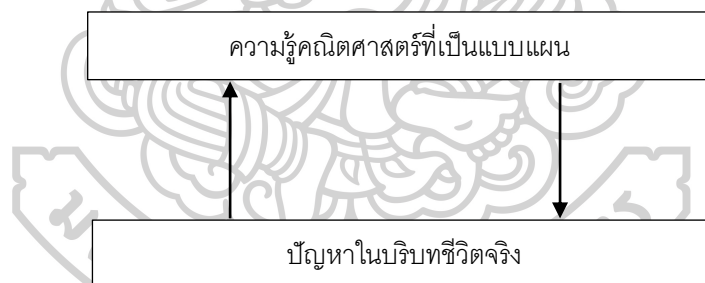 ความรู้คณิตศาสตร์ที่เป็นแบบแผน
ปัญหาในบริบทชีวิตจริง